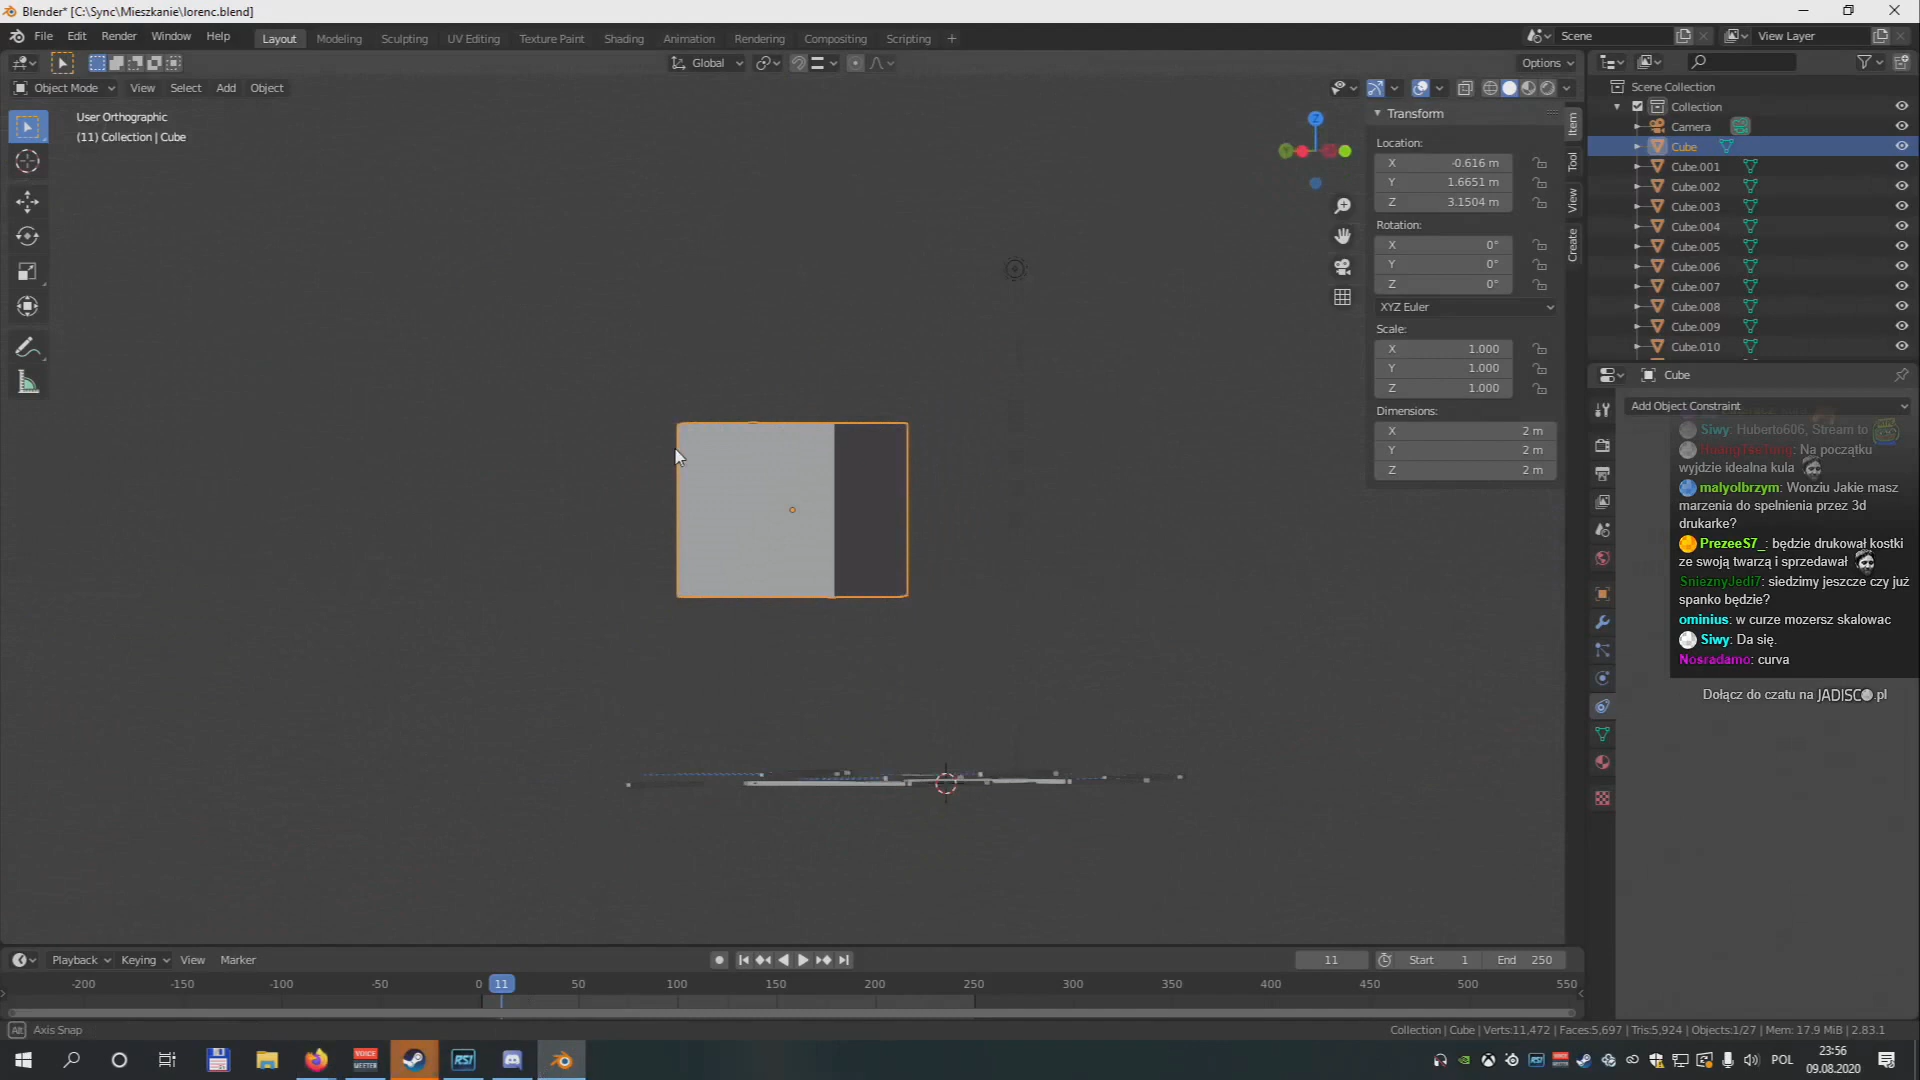 Blender* [C:\Sync\Mieszkanie\lorenc.blend]
File Edit Render Window Help
Layout Modeling Sculpting UV Editing Texture Paint Shading Animation Rendering Compositing Scripting +
Scene
View Layer
Global
Options
Object Mode View Select Add Object
User Orthographic
(11) Collection | Cube
Z
Transform
Location:
X -0.616 m
Y 1.6651 m
Z 3.1504 m
Rotation:
X 0°
Y 0°
Z 0°
XYZ Euler
Scale:
X 1.000
Y 1.000
Z 1.000
Dimensions:
X 2 m
Y 2 m
Z 2 m
Item
Tool
View
Create
Scene Collection
Collection
Camera
Cube
Cube.001
Cube.002
Cube.003
Cube.004
Cube.005
Cube.006
Cube.007
Cube.008
Cube.009
Cube.010
Cube
Add Object Constraint
Siwy: Huberto606, Stream to
HuangTseTung: Na początku
wyjdzie idealna kula
malyolbrzym: Wonziu Jakie masz
marzenia do spelnienia przez 3d
drukarke?
PrezeeS7_: będzie drukował kostki
ze swoją twarzą i sprzedawał
SnieznyJedi7: siedzimy jeszcze czy już
spanko będzie?
ominius: w curze mozersz skalowac
Siwy: Da się.
Nosradamo: curva
Dołącz do czatu na JADISCO.pl
Playback Keying View Marker
11 Start 1 End 250
-200 -150 -100 -50 0 11 50 100 150 200 250 300 350 400 450 500 550
Alt Axis Snap
Collection | Cube | Verts:11,472 | Faces:5,697 | Tris:5,924 | Objects:1/27 | Mem: 17.9 MiB | 2.83.1
VOICE
MEETER
RSI
RSI
POL
23:56
09.08.2020